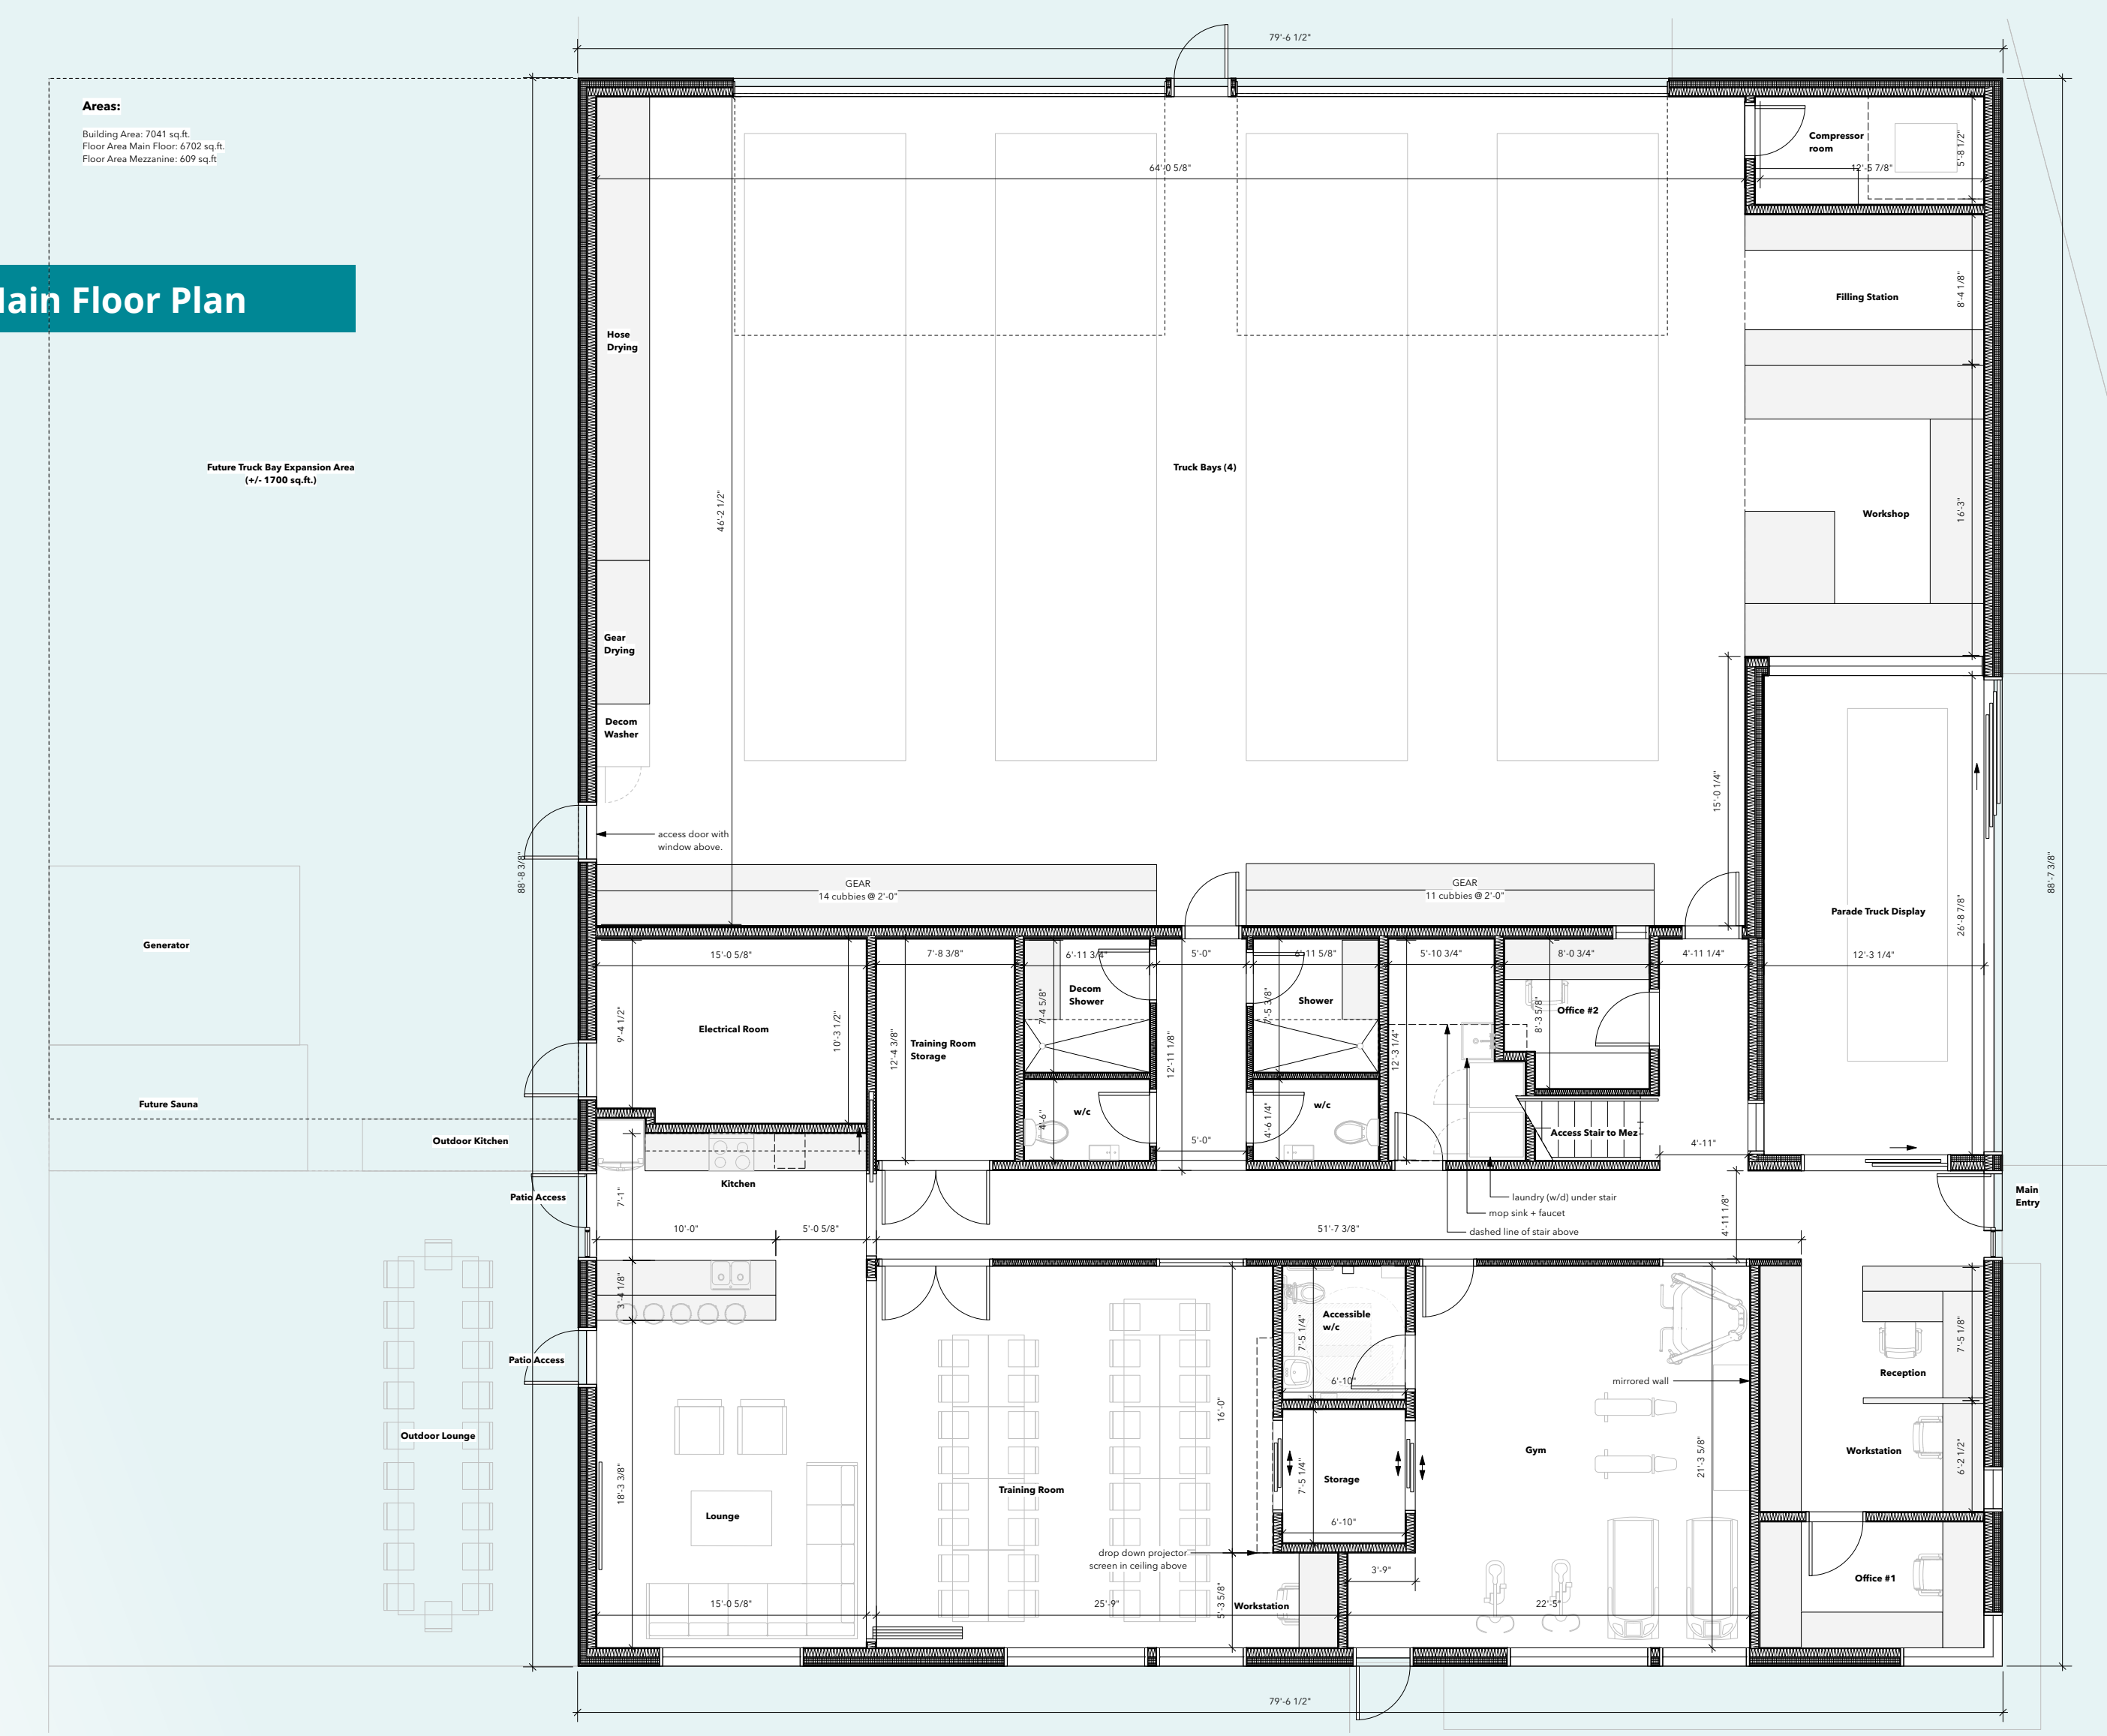 79'-6 1/2"
Areas:
Building Area: 7041 sq.ft.
Floor Area Main Floor: 6702 sq.ft.
Floor Area Mezzanine: 609 sq.ft
Main Floor Plan
Future Truck Bay Expansion Area
(+/- 1700 sq.ft.)
Compressor
room
5'-8 1/2"
12'-5 7/8"
64'-0 5/8"
Filling Station
8'-4 1/8"
Hose
Drying
Truck Bays (4)
46'-2 1/2"
Workshop
16'-3"
Gear
Drying
Decom
Washer
access door with
window above.
15'-0 1/4"
88'-8 3/8"
88'-7 3/8"
GEAR
14 cubbies @ 2'-0"
GEAR
11 cubbies @ 2'-0"
Parade Truck Display
26'-8 7/8"
12'-3 1/4"
Generator
Future Sauna
Outdoor Kitchen
15'-0 5/8"
7'-8 3/8"
6'-11 3/4"
5'-0"
6'-11 5/8"
5'-10 3/4"
8'-0 3/4"
4'-11 1/4"
Electrical Room
9'-4 1/2"
10'-3 1/2"
Training Room
Storage
12'-4 3/8"
Decom
Shower
7'-4 5/8"
12'-11 1/8"
Shower
7'-5 3/8"
12'-3 1/4"
Office #2
8'-3 5/8"
w/c
4'-6"
5'-0"
w/c
4'-6 1/4"
Access Stair to Mez
4'-11"
Patio Access
Kitchen
7'-1"
10'-0"
5'-0 5/8"
51'-7 3/8"
laundry (w/d) under stair
mop sink + faucet
dashed line of stair above
4'-11 1/8"
Main
Entry
3'-4 1/8"
Patio Access
Accessible
w/c
7'-5 1/4"
6'-10"
mirrored wall
Reception
7'-5 1/8"
Outdoor Lounge
16'-0"
Gym
21'-3 5/8"
Workstation
6'-2 1/2"
18'-3 3/8"
Lounge
Training Room
Storage
7'-5 1/4"
6'-10"
drop down projector
screen in ceiling above
3'-9"
Office #1
15'-0 5/8"
25'-9"
5'-3 5/8"
Workstation
22'-5"
79'-6 1/2"